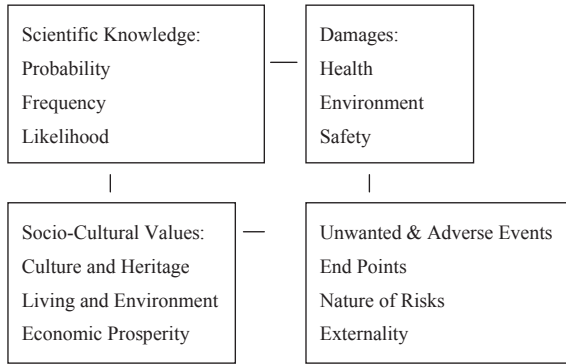 Scientific Knowledge:
Probability
Frequency
Likelihood
Damages:
Health
Environment
Safety
Socio-Cultural Values:
Culture and Heritage
Living and Environment
Economic Prosperity
Unwanted & Adverse Events
End Points
Nature of Risks
Externality